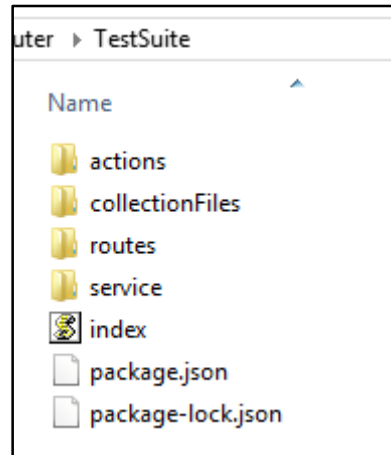 uter TestSuite
Name
actions
collectionFiles
routes
service
index
package.json
package-lock.json